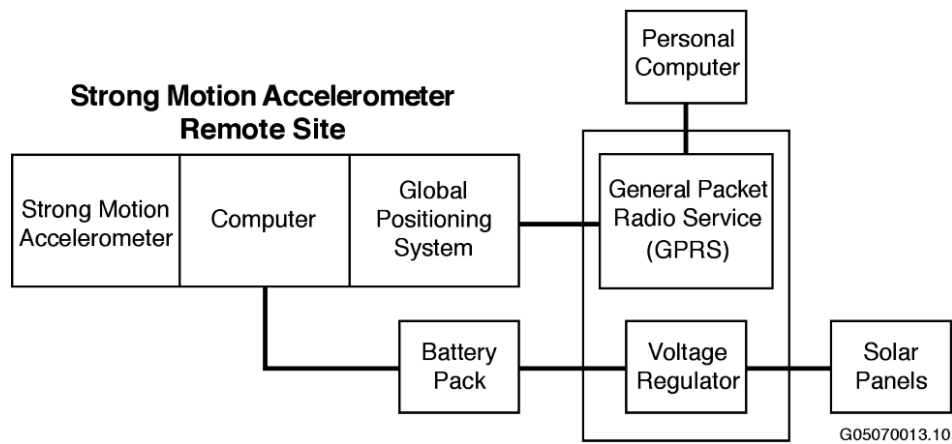 Personal
Computer
Strong Motion Accelerometer
Remote Site
Strong Motion
Accelerometer
Computer
Global
Positioning
System
General Packet
Radio Service
(GPRS)
Battery
Pack
Voltage
Regulator
Solar
Panels
G05070013.10